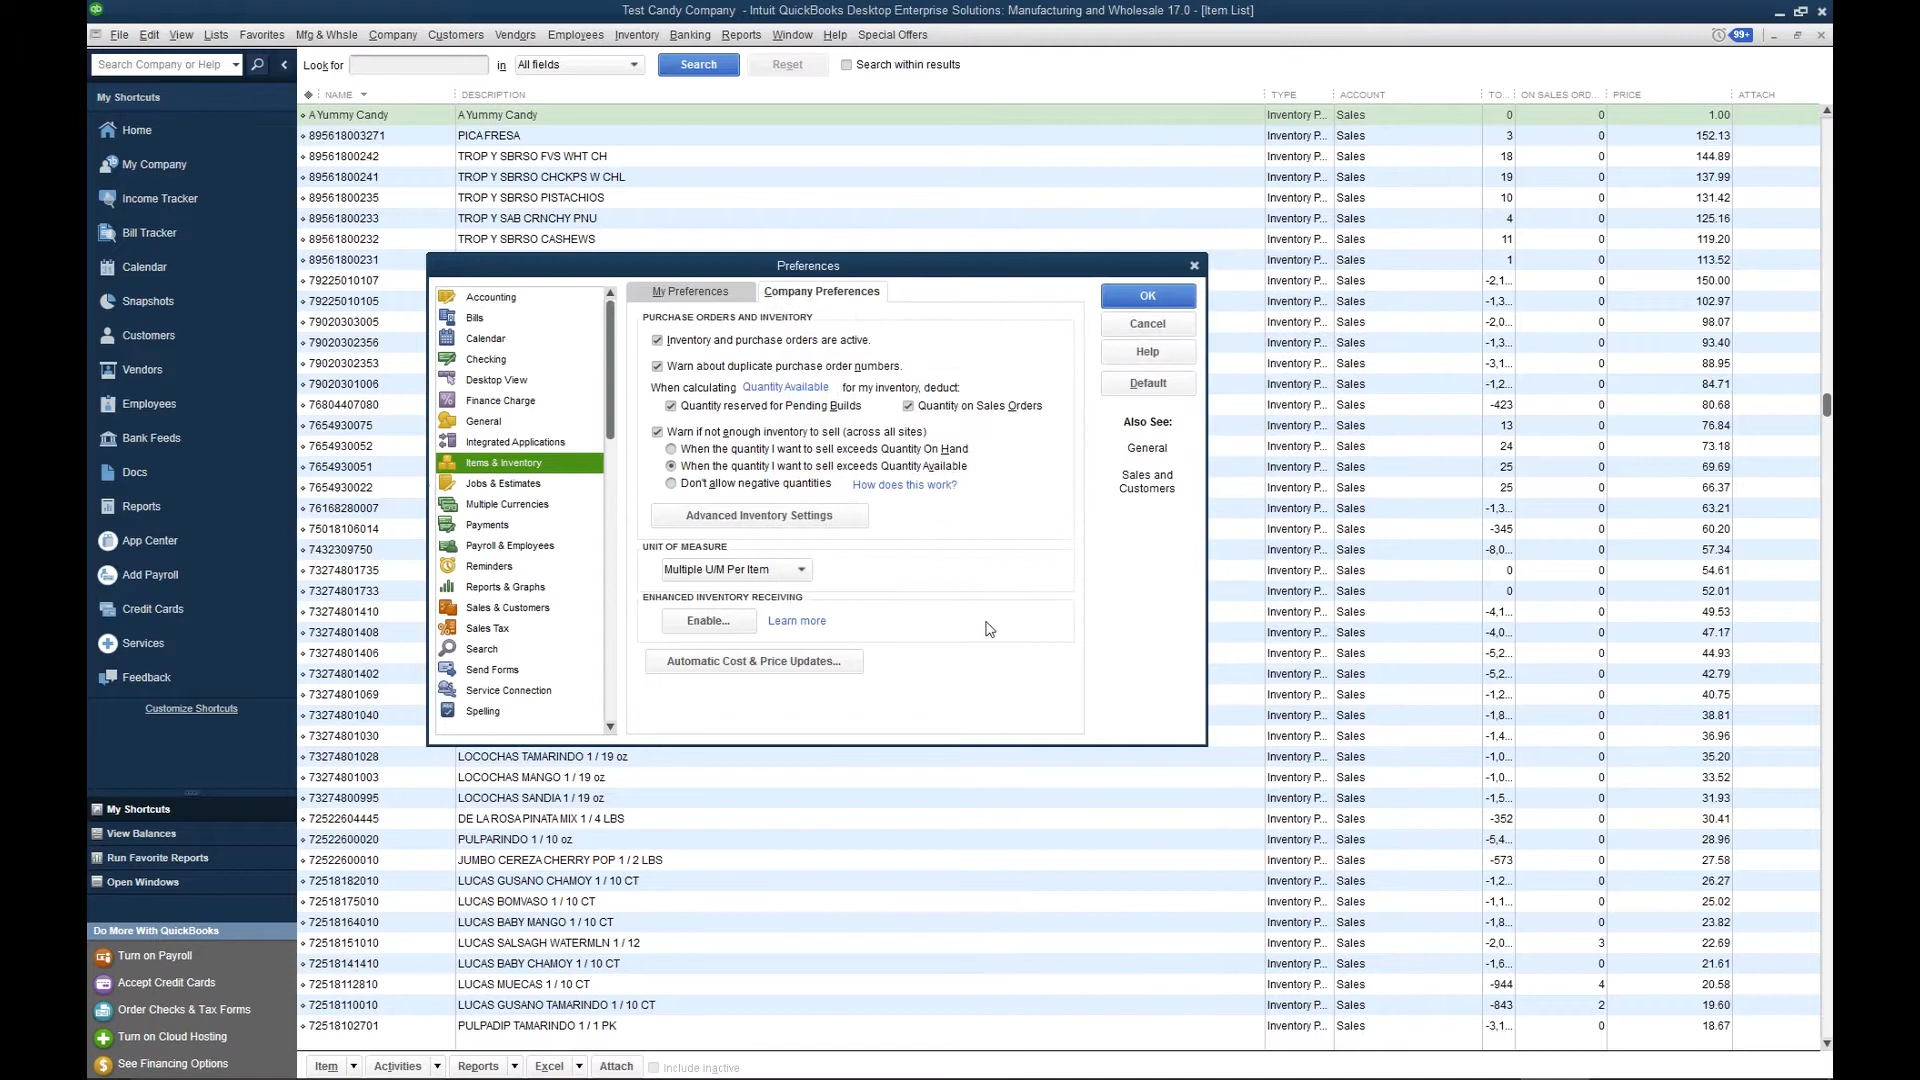 Test Candy Company - Intuit QuickBooks Desktop Enterprise Solutions: Manufacturing and Wholesale 17.0 - [Item List]
File Edit View Lists Favorites Mfg & Whsle Company Customers Vendors Employees Inventory Banking Reports Window Help Special Offers 99+
Search Company or Help
Look for in All fields Search Reset Search within results
My Shortcuts
Home
My Company
Income Tracker
Bill Tracker
Calendar
Snapshots
Customers
Vendors
Employees
Bank Feeds
Docs
Reports
App Center
Add Payroll
Credit Cards
Services
Feedback
Customize Shortcuts
My Shortcuts
View Balances
Run Favorite Reports
Open Windows
Do More With QuickBooks
Turn on Payroll
Accept Credit Cards
Order Checks & Tax Forms
Turn on Cloud Hosting
See Financing Options
NAME DESCRIPTION TYPE ACCOUNT TO... ON SALES ORD... PRICE ATTACH
A Yummy Candy A Yummy Candy Inventory P... Sales 0 0 1.00
895618003271 PICAFRESA Inventory P... Sales 3 0 152.13
89561800242 TROP Y SBRSO FVS WHT CH Inventory P... Sales 18 0 144.89
89561800241 TROP Y SBRSO CHCKPS W CHL Inventory P... Sales 19 0 137.99
89561800235 TROP Y SBRSO PISTACHIOS Inventory P... Sales 10 0 131.42
89561800233 TROP Y SAB CRNCHY PNU Inventory P... Sales 4 0 125.16
89561800232 TROP Y SBRSO CASHEWS Inventory P... Sales 11 0 119.20
89561800231 Inventory P... Sales 1 0 113.52
79225010107 Inventory P... Sales -2,1... 0 150.00
79225010105 Inventory P... Sales -1,3... 0 102.97
79020303005 Inventory P... Sales -2,0... 0 98.07
79020302356 Inventory P... Sales -1,3... 0 93.40
79020302353 Inventory P... Sales -3,1... 0 88.95
79020301006 Inventory P... Sales -1,2... 0 84.71
76804407080 Inventory P... Sales -423 0 80.68
7654930075 Inventory P... Sales 13 0 76.84
7654930052 Inventory P... Sales 24 0 73.18
7654930051 Inventory P... Sales 25 0 69.69
7654930022 Inventory P... Sales 25 0 66.37
76168280007 Inventory P... Sales -1,3... 0 63.21
75018106014 Inventory P... Sales -345 0 60.20
7432309750 Inventory P... Sales -8,0... 0 57.34
73274801735 Inventory P... Sales 0 0 54.61
73274801733 Inventory P... Sales 0 0 52.01
73274801410 Inventory P... Sales -4,1... 0 49.53
73274801408 Inventory P... Sales -4,0... 0 47.17
73274801406 Inventory P... Sales -5,2... 0 44.93
73274801402 Inventory P... Sales -5,2... 0 42.79
73274801069 Inventory P... Sales -1,2... 0 40.75
73274801040 Inventory P... Sales -1,8... 0 38.81
73274801030 Inventory P... Sales -1,4... 0 36.96
73274801028 LOCOCHAS TAMARINDO 1 / 19 oz Inventory P... Sales -1,0... 0 35.20
73274801003 LOCOCHAS MANGO 1 / 19 oz Inventory P... Sales -1,0... 0 33.52
73274800995 LOCOCHAS SANDIA 1 / 19 oz Inventory P... Sales -1,5... 0 31.93
72522604445 DE LA ROSA PINATA MIX 1 / 4 LBS Inventory P... Sales -352 0 30.41
72522600020 PULPARINDO 1 / 10 oz Inventory P... Sales -5,4... 0 28.96
72522600010 JUMBO CEREZA CHERRY POP 1 / 2 LBS Inventory P... Sales -573 0 27.58
72518182010 LUCAS GUSANO CHAMOY 1 / 10 CT Inventory P... Sales -1,2... 0 26.27
72518175010 LUCAS BOMVASO 1 / 10 CT Inventory P... Sales -1,1... 0 25.02
72518164010 LUCAS BABY MANGO 1 / 10 CT Inventory P... Sales -1,8... 0 23.82
72518151010 LUCAS SALSAGH WATERMLN 1 / 12 Inventory P... Sales -2,0... 3 22.69
72518141410 LUCAS BABY CHAMOY 1 / 10 CT Inventory P... Sales -1,6... 0 21.61
72518112810 LUCAS MUECAS 1 / 10 CT Inventory P... Sales -944 4 20.58
72518110010 LUCAS GUSANO TAMARINDO 1 / 10 CT Inventory P... Sales -843 2 19.60
72518102701 PULPADIP TAMARINDO 1 / 1 PK Inventory P... Sales -3,1... 0 18.67
Item Activities Reports Excel Attach Include inactive
Preferences
Accounting
Bills
Calendar
Checking
Desktop View
Finance Charge
General
Integrated Applications
Items & Inventory
Jobs & Estimates
Multiple Currencies
Payments
Payroll & Employees
Reminders
Reports & Graphs
Sales & Customers
Sales Tax
Search
Send Forms
Service Connection
Spelling
My Preferences Company Preferences
PURCHASE ORDERS AND INVENTORY
Inventory and purchase orders are active.
Warn about duplicate purchase order numbers.
When calculating Quantity Available for my inventory, deduct:
Quantity reserved for Pending Builds Quantity on Sales Orders
Warn if not enough inventory to sell (across all sites)
When the quantity I want to sell exceeds Quantity On Hand
When the quantity I want to sell exceeds Quantity Available
Don't allow negative quantities How does this work?
Advanced Inventory Settings
UNIT OF MEASURE
Multiple U/M Per Item
ENHANCED INVENTORY RECEIVING
Enable... Learn more
Automatic Cost & Price Updates...
OK
Cancel
Help
Default
Also See:
General
Sales and
Customers